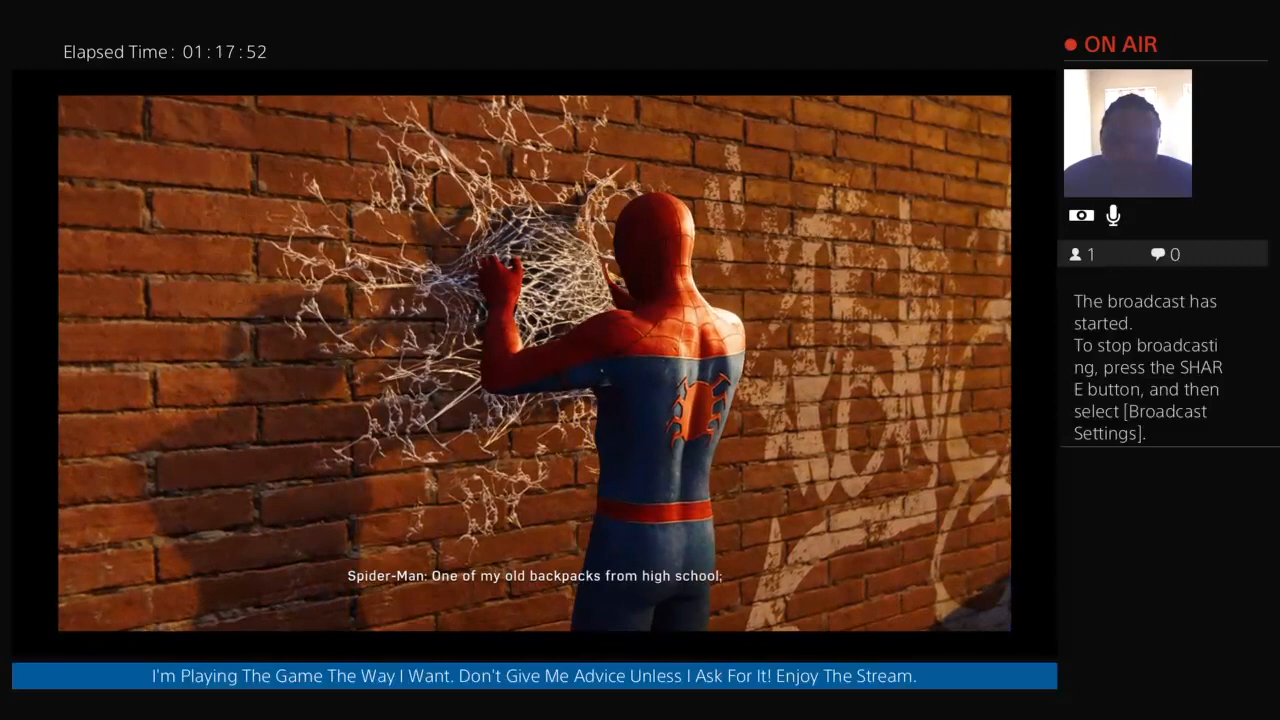 Elapsed Time: 01:17:52
ON AIR
1
0
The broadcast has
started.
To stop broadcasti
ng, press the SHAR
E button, and then
select [Broadcast
Settings].
Spider-Man: One of my old backpacks from high school;
I'm Playing The Game The Way I Want. Don't Give Me Advice Unless I Ask For It! Enjoy The Stream.